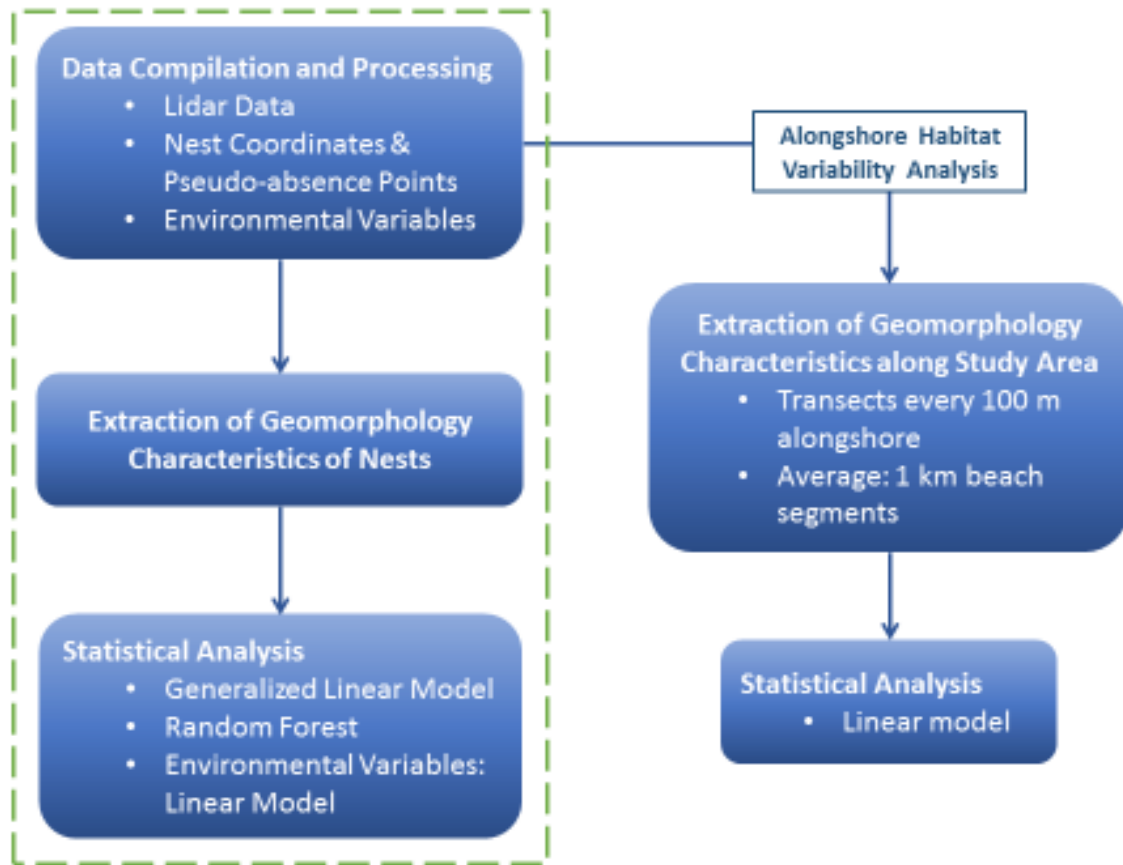 Data Compilation and Processing
• Lidar Data
• Nest Coordinates &
Pseudo-absence Points
• Environmental Variables
Alongshore Habitat
Variability Analysis
Extraction of Geomorphology
Characteristics of Nests
Extraction of Geomorphology
Characteristics along Study Area
• Transects every 100 m
alongshore
• Average: 1 km beach
segments
Statistical Analysis
• Generalized Linear Model
• Random Forest
• Environmental Variables:
Linear Model
Statistical Analysis
• Linear model